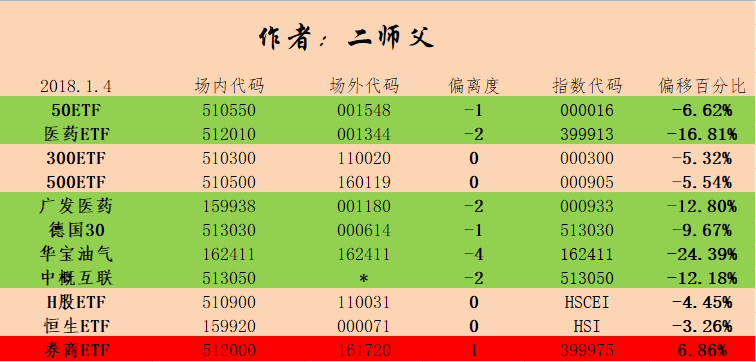 作者：二师父
2018.1.4 场内代码 场外代码 偏离度 指数代码 偏移百分比
50ETF 510550 001548 -1 000016 -6.62%
医药ETF 512010 001344 -2 399913 -16.81%
300ETF 510300 110020 0 000300 -5.32%
500ETF 510500 160119 0 000905 -5.54%
广发医药 159938 001180 -2 000933 -12.80%
德国30 513030 000614 -1 513030 -9.67%
华宝油气 162411 162411 -4 162411 -24.39%
中概互联 513050 * -2 513050 -12.18%
H股ETF 510900 110031 0 HSCEI -4.45%
恒生ETF 159920 000071 0 HSI -3.26%
券商ETF 512000 161720 1 399975 6.86%